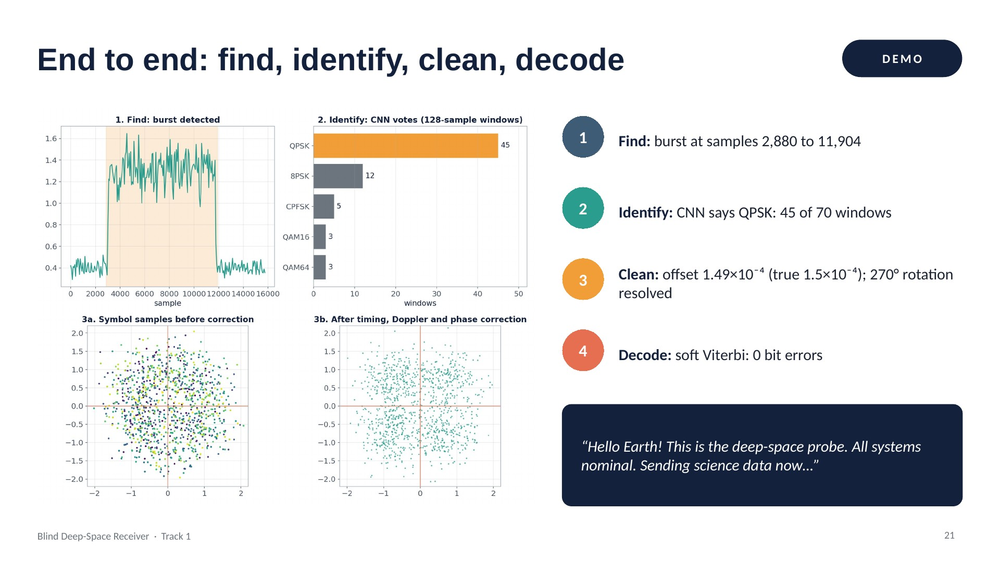 End to end: find, identify, clean, decode
DEMO
1. Find: burst detected
1.6
1.4
1.2
1.0
0.8
0.6
0.4
0 2000 4000 6000 8000 10000 12000 14000 16000
sample
2. Identify: CNN votes (128-sample windows)
QPSK 45
8PSK 12
CPFSK 5
QAM16 3
QAM64 3
0 10 20 30 40 50
windows
3a. Symbol samples before correction
2.0
1.5
1.0
0.5
0.0
−0.5
−1.0
−1.5
−2.0
−2 −1 0 1 2
3b. After timing, Doppler and phase correction
2.0
1.5
1.0
0.5
0.0
−0.5
−1.0
−1.5
−2.0
−2 −1 0 1 2
1
Find: burst at samples 2,880 to 11,904
2
Identify: CNN says QPSK: 45 of 70 windows
3
Clean: offset 1.49×10⁻⁴ (true 1.5×10⁻⁴); 270° rotation
resolved
4
Decode: soft Viterbi: 0 bit errors
“Hello Earth! This is the deep-space probe. All systems
nominal. Sending science data now…”
Blind Deep-Space Receiver · Track 1
21